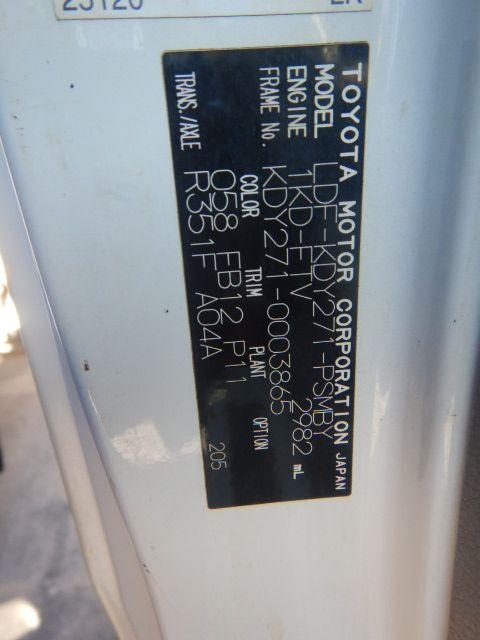 23120
TOYOTA MOTOR CORPORATION JAPAN
MODEL LDF-KDY271-PSMBY
ENGINE 1KD-FTV 2982 mL
FRAME No. KDY271-0003865
COLOR TRIM PLANT OPTION
058 FB12 P11
TRANS./AXLE R351F A04A 205